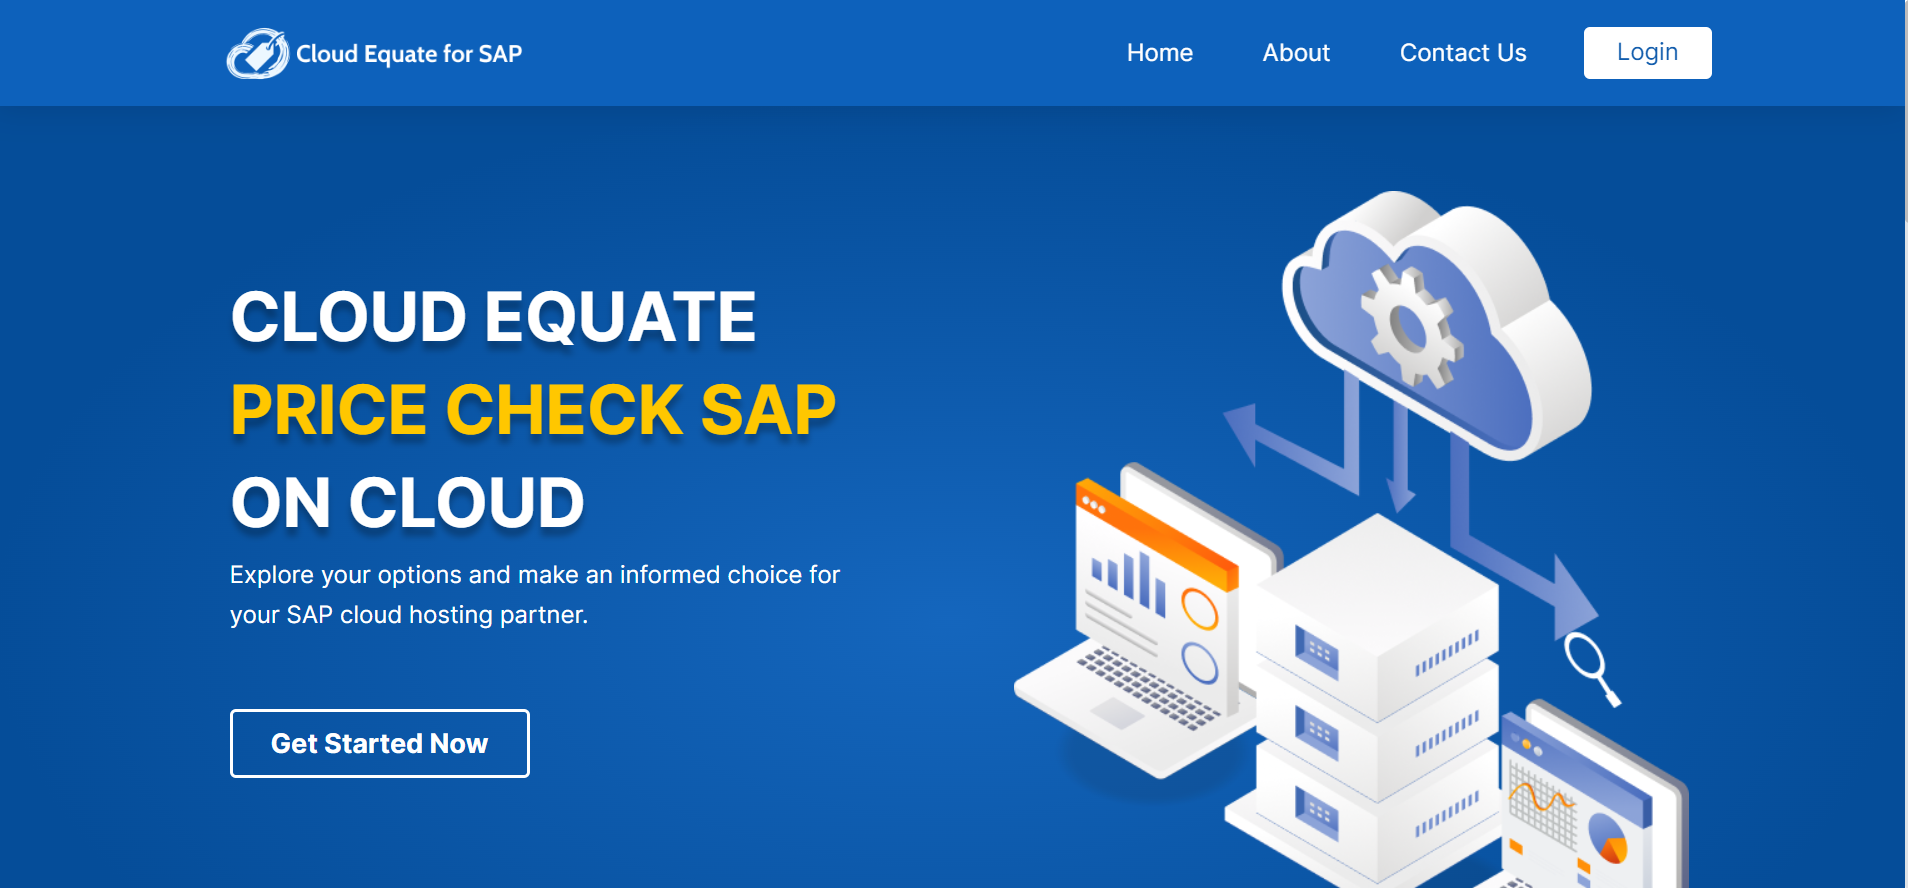 Cloud Equate for SAP
Home
About
Contact Us
Login
CLOUD EQUATE
PRICE CHECK SAP
ON CLOUD
Explore your options and make an informed choice for
your SAP cloud hosting partner.
Get Started Now